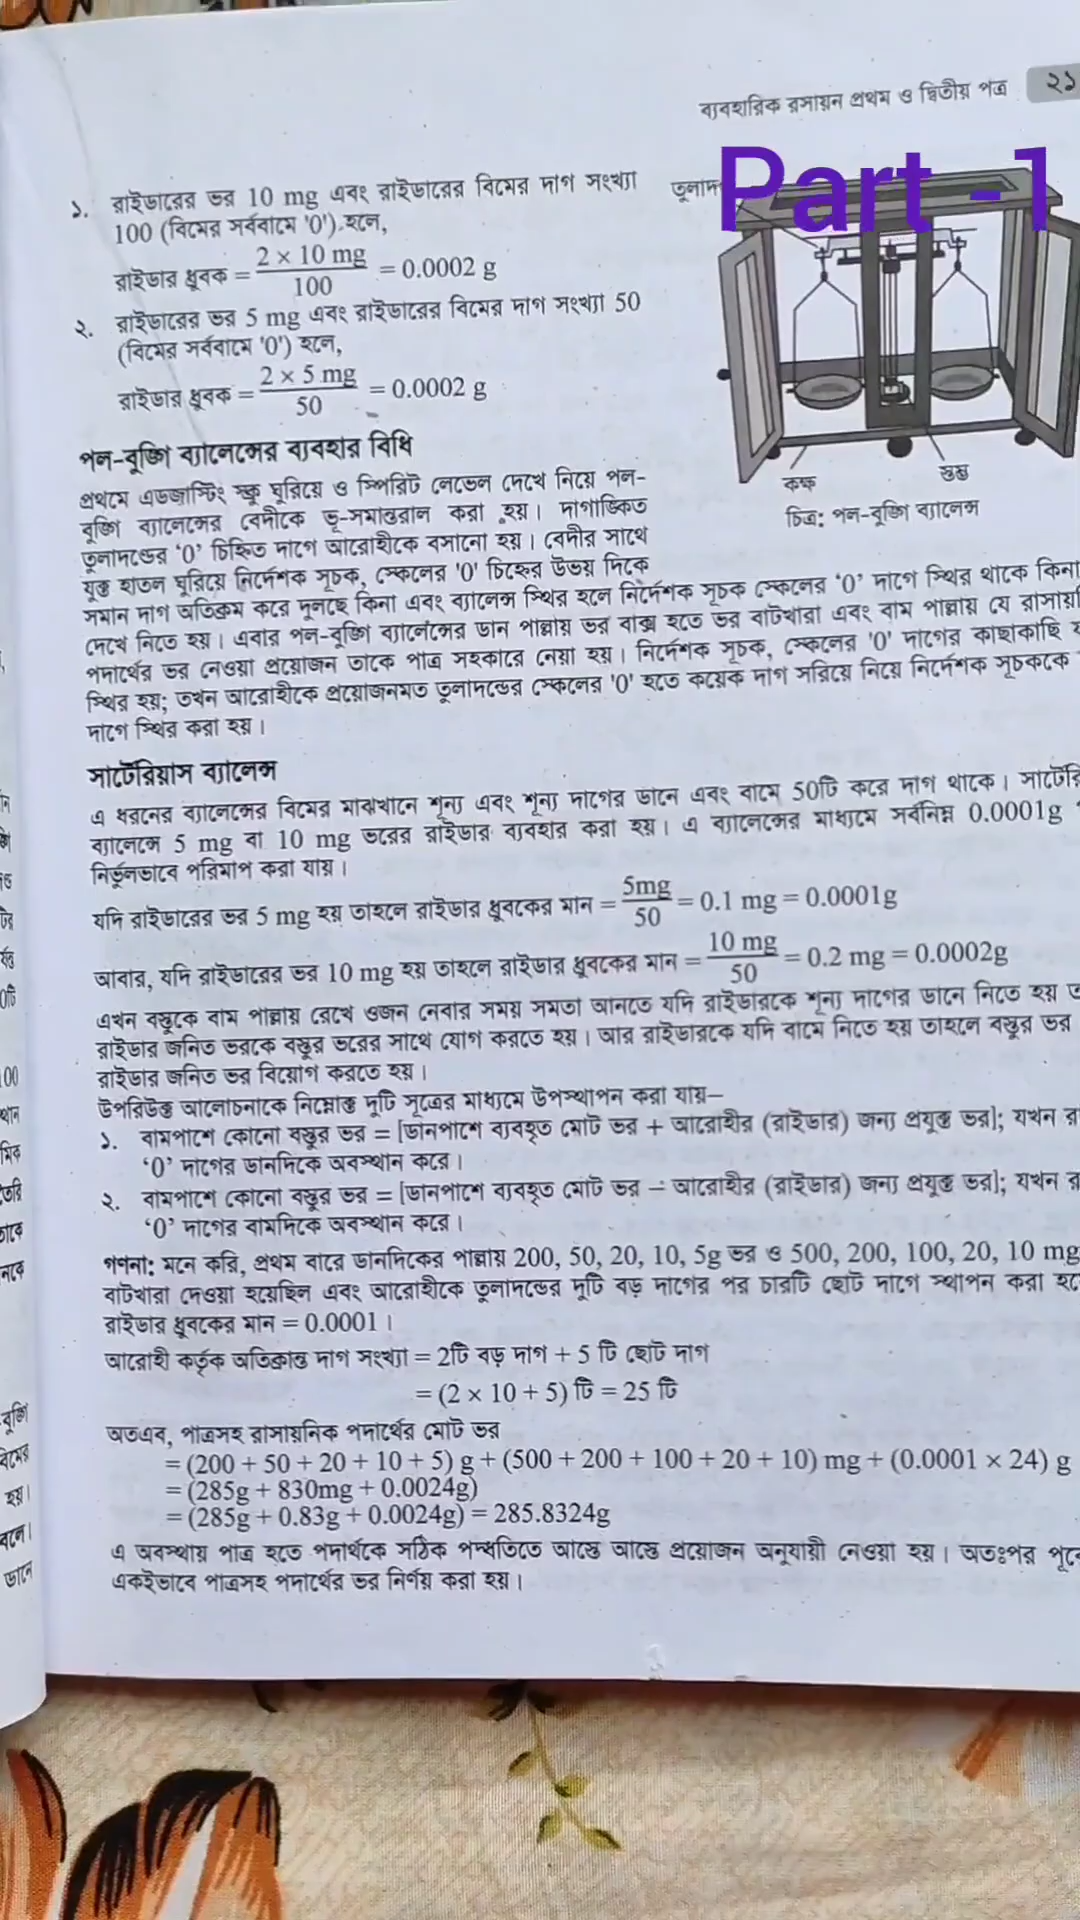 ব্যবহারিক রসায়ন প্রথম ও দ্বিতীয় পত্র ২১
Part -1
১. রাইডারের ভর 10 mg এবং রাইডারের বিমের দাগ সংখ্যা
100 (বিমের সর্ববামে '0') হলে,
রাইডার ধ্রুবক = 2 × 10 mg / 100 = 0.0002 g
২. রাইডারের ভর 5 mg এবং রাইডারের বিমের দাগ সংখ্যা 50
(বিমের সর্ববামে '0') হলে,
রাইডার ধ্রুবক = 2 × 5 mg / 50 = 0.0002 g
কক্ষ
স্তম্ভ
চিত্র: পল-বুঙ্গি ব্যালেন্স
পল-বুঙ্গি ব্যালেন্সের ব্যবহার বিধি
প্রথমে এডজাস্টিং স্ক্রু ঘুরিয়ে ও স্পিরিট লেভেল দেখে নিয়ে পল-
বুঙ্গি ব্যালেন্সের বেদীকে ভূ-সমান্তরাল করা হয়। দাগাঙ্কিত
তুলাদণ্ডের ‘0’ চিহ্নিত দাগে আরোহীকে বসানো হয়। বেদীর সাথে
যুক্ত হাতল ঘুরিয়ে নির্দেশক সূচক, স্কেলের '0' চিহ্নের উভয় দিকে
সমান দাগ অতিক্রম করে দুলছে কিনা এবং ব্যালেন্স স্থির হলে নির্দেশক সূচক স্কেলের ‘0’ দাগে স্থির থাকে কিনা
দেখে নিতে হয়। এবার পল-বুঙ্গি ব্যালেন্সের ডান পাল্লায় ভর বাক্স হতে ভর বাটখারা এবং বাম পাল্লায় যে
পদার্থের ভর নেওয়া প্রয়োজন তাকে পাত্র সহকারে নেয়া হয়। নির্দেশক সূচক, স্কেলের '0' দাগের কাছাকাছি
স্থির হয়; তখন আরোহীকে প্রয়োজনমত তুলাদন্ডের স্কেলের '0' হতে কয়েক দাগ সরিয়ে নিয়ে নির্দেশক সূচককে
দাগে স্থির করা হয়।
সার্টেরিয়াস ব্যালেন্স
এ ধরনের ব্যালেন্সের বিমের মাঝখানে শূন্য এবং শূন্য দাগের ডানে এবং বামে 50টি করে দাগ থাকে।
ব্যালেন্সে 5 mg বা 10 mg ভরের রাইডার ব্যবহার করা হয়। এ ব্যালেন্সের মাধ্যমে সর্বনিম্ন 0.0001g
নির্ভুলভাবে পরিমাপ করা যায়।
যদি রাইডারের ভর 5 mg হয় তাহলে রাইডার ধ্রুবকের মান = 5mg / 50 = 0.1 mg = 0.0001g
আবার, যদি রাইডারের ভর 10 mg হয় তাহলে রাইডার ধ্রুবকের মান = 10 mg / 50 = 0.2 mg = 0.0002g
এখন বস্তুকে বাম পাল্লায় রেখে ওজন নেবার সময় সমতা আনতে যদি রাইডারকে শূন্য দাগের ডানে নিতে হয়
রাইডার জনিত ভরকে বস্তুর ভরের সাথে যোগ করতে হয়। আর রাইডারকে যদি বামে নিতে হয় তাহলে বস্তুর ভর
রাইডার জনিত ভর বিয়োগ করতে হয়।
উপরিউক্ত আলোচনাকে নিম্নোক্ত দুটি সূত্রের মাধ্যমে উপস্থাপন করা যায়–
১. বামপাশে কোনো বস্তুর ভর = [ডানপাশে ব্যবহৃত মোট ভর + আরোহীর (রাইডার) জন্য প্রযুক্ত ভর]; যখন
‘0’ দাগের ডানদিকে অবস্থান করে।
২. বামপাশে কোনো বস্তুর ভর = [ডানপাশে ব্যবহৃত মোট ভর – আরোহীর (রাইডার) জন্য প্রযুক্ত ভর]; যখন
‘0’ দাগের বামদিকে অবস্থান করে।
গণনা: মনে করি, প্রথম বারে ডানদিকের পাল্লায় 200, 50, 20, 10, 5g ভর ও 500, 200, 100, 20, 10 mg
বাটখারা দেওয়া হয়েছিল এবং আরোহীকে তুলাদন্ডের দুটি বড় দাগের পর চারটি ছোট দাগে স্থাপন করা
রাইডার ধ্রুবকের মান = 0.0001।
আরোহী কর্তৃক অতিক্রান্ত দাগ সংখ্যা = 2টি বড় দাগ + 5 টি ছোট দাগ
= (2 × 10 + 5) টি = 25 টি
অতএব, পাত্রসহ রাসায়নিক পদার্থের মোট ভর
= (200 + 50 + 20 + 10 + 5) g + (500 + 200 + 100 + 20 + 10) mg + (0.0001 × 24) g
= (285g + 830mg + 0.0024g)
= (285g + 0.83g + 0.0024g) = 285.8324g
এ অবস্থায় পাত্র হতে পদার্থকে সঠিক পদ্ধতিতে আস্তে আস্তে প্রয়োজন অনুযায়ী নেওয়া হয়। অতঃপর
একইভাবে পাত্রসহ পদার্থের ভর নির্ণয় করা হয়।